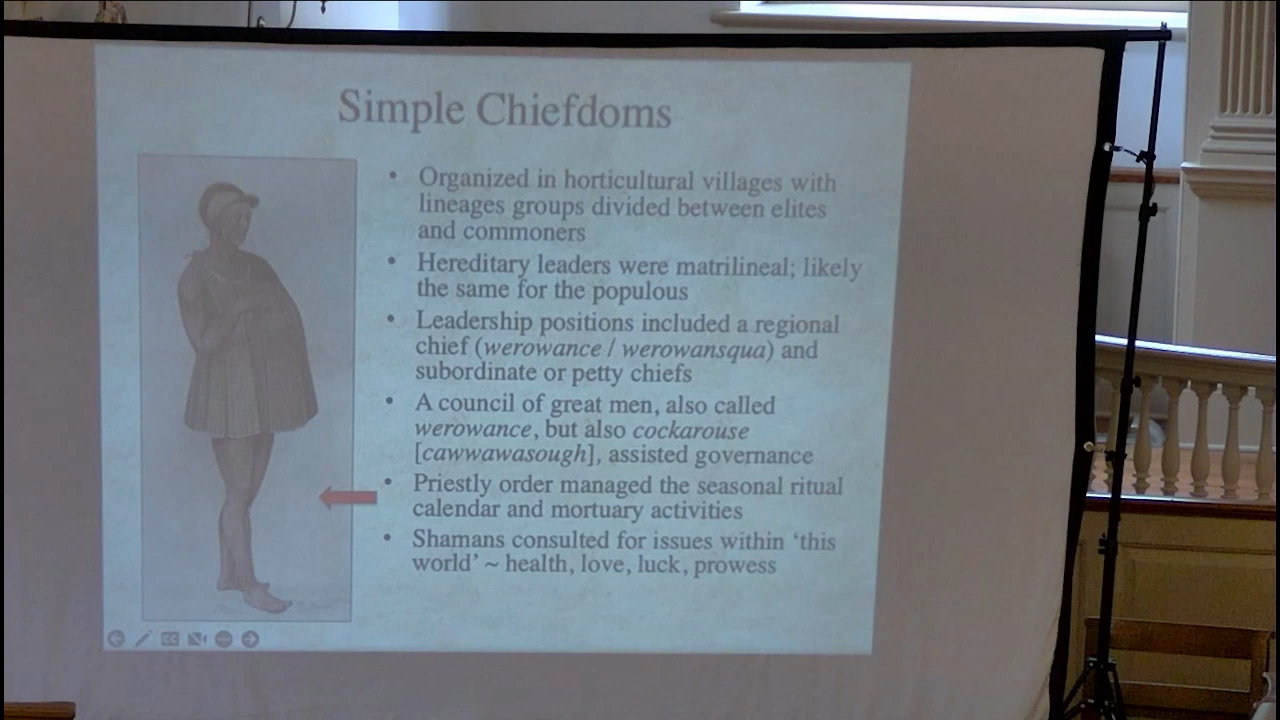 Simple Chiefdoms
• Organized in horticultural villages with
lineages groups divided between elites
and commoners
• Hereditary leaders were matrilineal; likely
the same for the populous
• Leadership positions included a regional
chief (werowance / werowansqua) and
subordinate or petty chiefs
• A council of great men, also called
werowance, but also cockarouse
[cawwawasough], assisted governance
• Priestly order managed the seasonal ritual
calendar and mortuary activities
• Shamans consulted for issues within ‘this
world’ ~ health, love, luck, prowess
CC